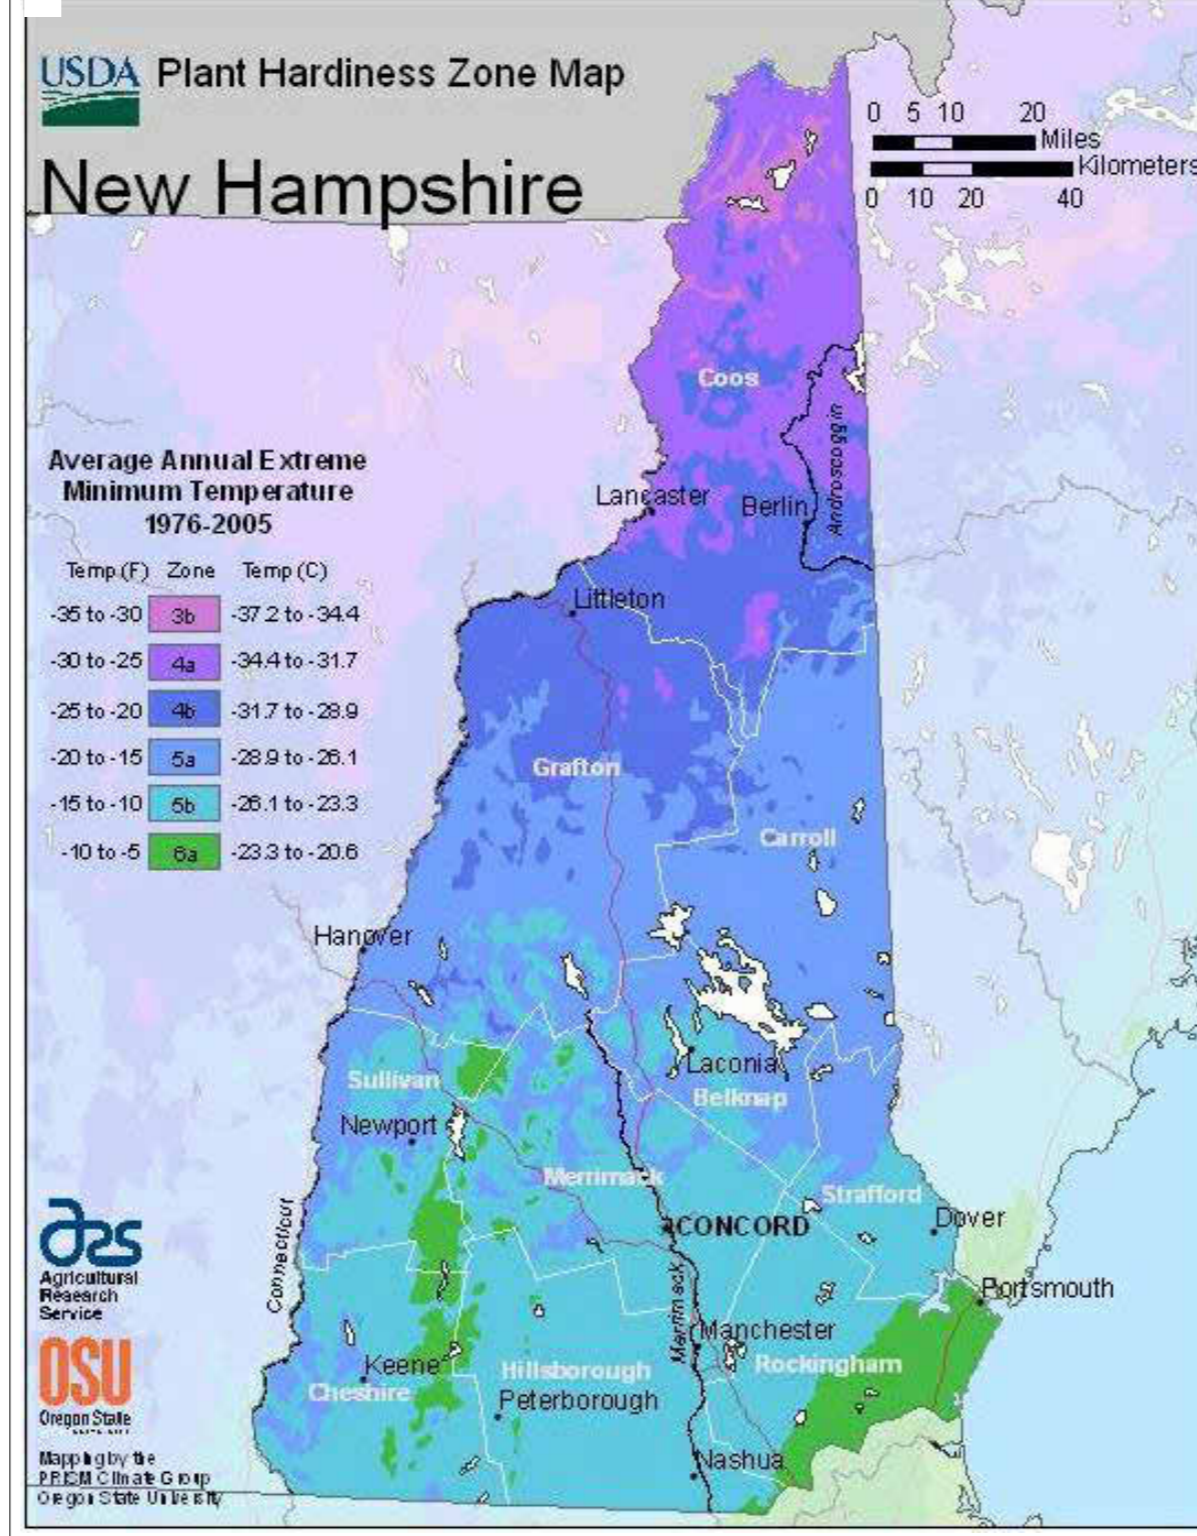 USDA Plant Hardiness Zone Map
New Hampshire
0 5 10 20
Miles
Kilometers
0 10 20 40
Average Annual Extreme
Minimum Temperature
1976-2005
Temp (F) Zone Temp (C)
-35 to -30 3b -37.2 to -34.4
-30 to -25 4a -34.4 to -31.7
-25 to -20 4b -31.7 to -28.9
-20 to -15 5a -28.9 to -26.1
-15 to -10 5b -26.1 to -23.3
-10 to -5 6a -23.3 to -20.6
Coos
Androscoggin
Lancaster
Berlin
Littleton
Grafton
Carroll
Hanover
Laconia
Sullivan
Belknap
Newport
Merrimack
Strafford
CONCORD
Dover
Connecticut
Portsmouth
Merrimack
Manchester
Rockingham
Keene
Hillsborough
Cheshire
Peterborough
Nashua
ars
Agricultural
Research
Service
OSU
Oregon State
Mapping by the
PRISM Climate Group
Oregon State University